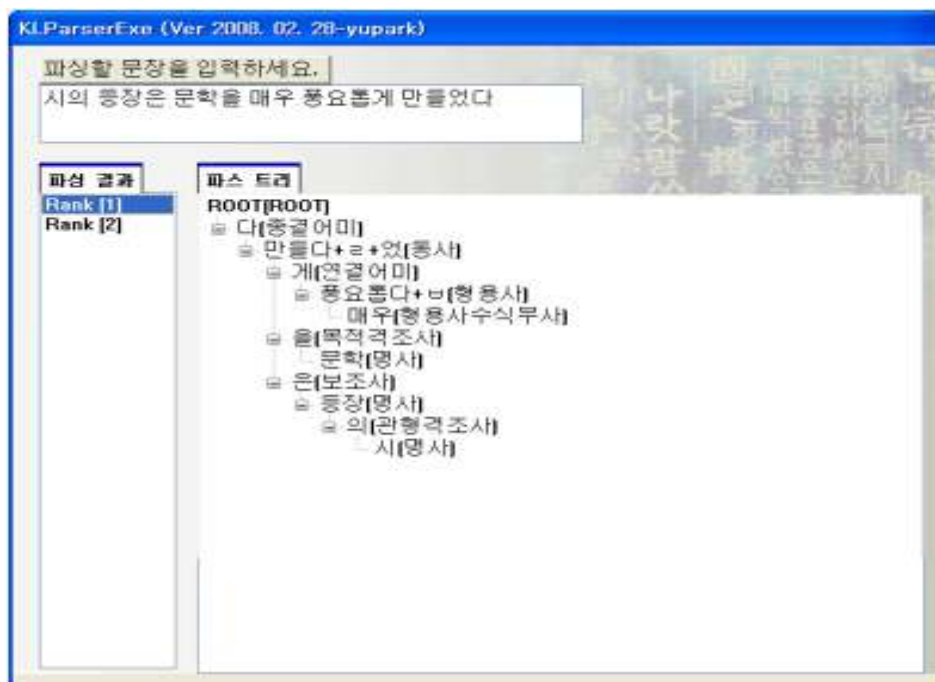 KLParserExe (Ver 2008. 02. 28-yupark)
파싱할 문장을 입력하세요.
시의 등장은 문학을 매우 풍요롭게 만들었다
파싱 결과
파스 트리
Rank [1]
Rank [2]
ROOT[ROOT]
다[종결어미]
만들다+ㄹ+었[동사]
게[연결어미]
풍요롭다+ㅂ[형용사]
매우[형용사수식부사]
을[목적격조사]
문학[명사]
은[보조사]
등장[명사]
의[관형격조사]
시[명사]